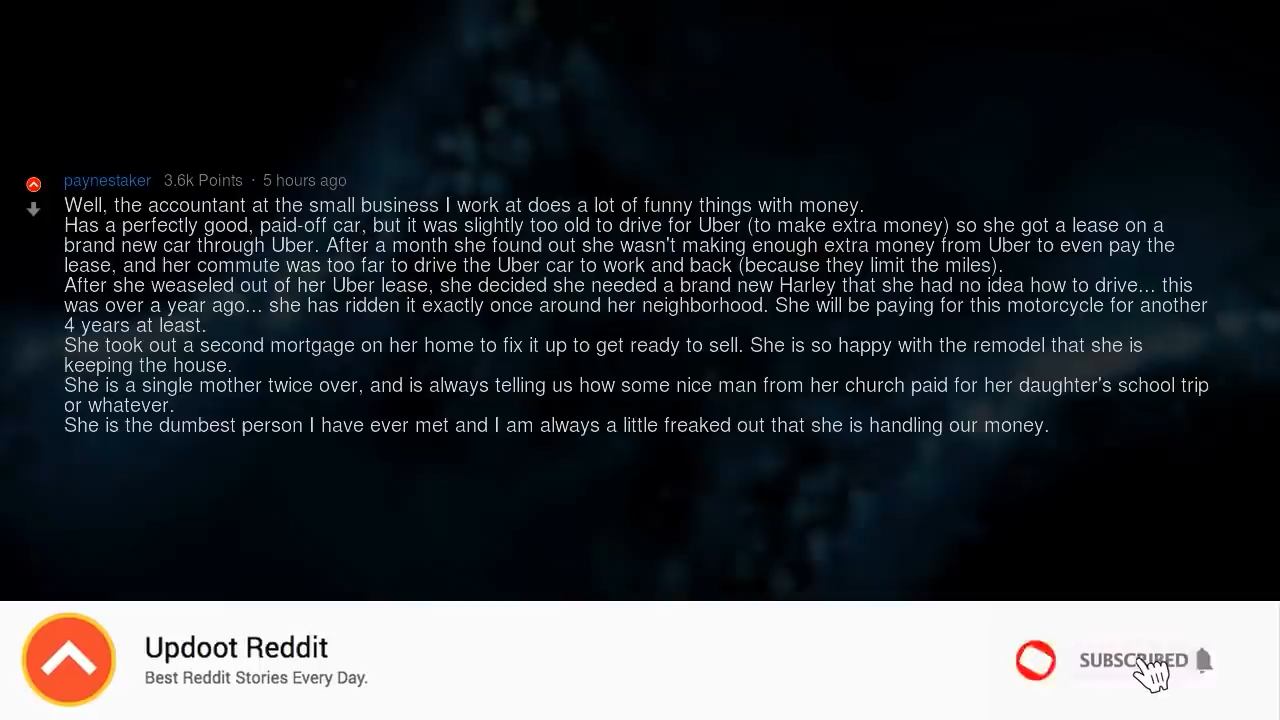 paynestaker 3.6k Points · 5 hours ago
Well, the accountant at the small business I work at does a lot of funny things with money.
Has a perfectly good, paid-off car, but it was slightly too old to drive for Uber (to make extra money) so she got a lease on a
brand new car through Uber. After a month she found out she wasn't making enough extra money from Uber to even pay the
lease, and her commute was too far to drive the Uber car to work and back (because they limit the miles).
After she weaseled out of her Uber lease, she decided she needed a brand new Harley that she had no idea how to drive... this
was over a year ago... she has ridden it exactly once around her neighborhood. She will be paying for this motorcycle for another
4 years at least.
She took out a second mortgage on her home to fix it up to get ready to sell. She is so happy with the remodel that she is
keeping the house.
She is a single mother twice over, and is always telling us how some nice man from her church paid for her daughter's school trip
or whatever.
She is the dumbest person I have ever met and I am always a little freaked out that she is handling our money.
Updoot Reddit
Best Reddit Stories Every Day.
SUBSCRIBED